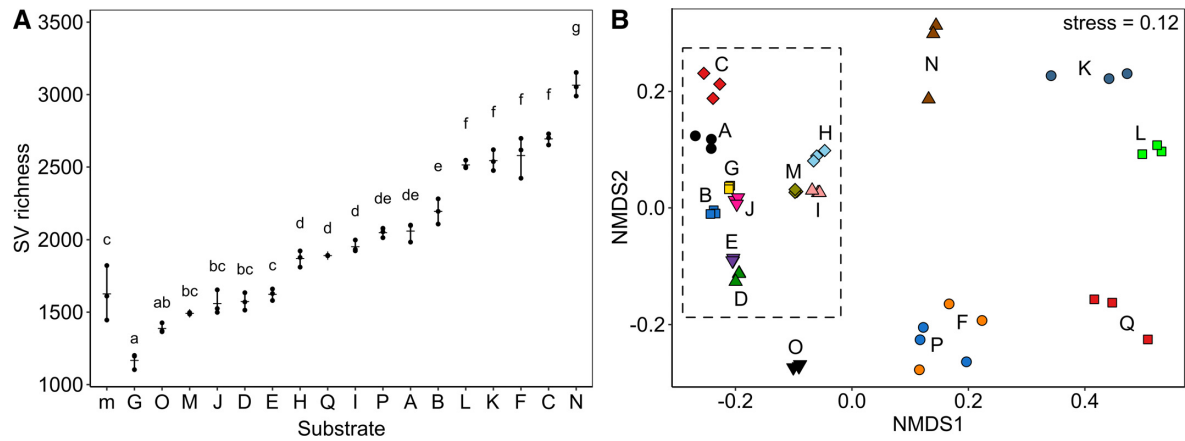 A
3500
3000
2500
2000
1500
1000
SV richness
c
a
ab
bc
bc
bc
c
d
d
d
de
de
e
f
f
f
f
g
m G O M J D E H Q I P A B L K F C N
Substrate
B
stress = 0.12
0.2
0.0
-0.2
NMDS2
C
N
K
A
H
L
G
M
B
J
I
E
D
F
Q
P
O
-0.2 0.0 0.2 0.4
NMDS1